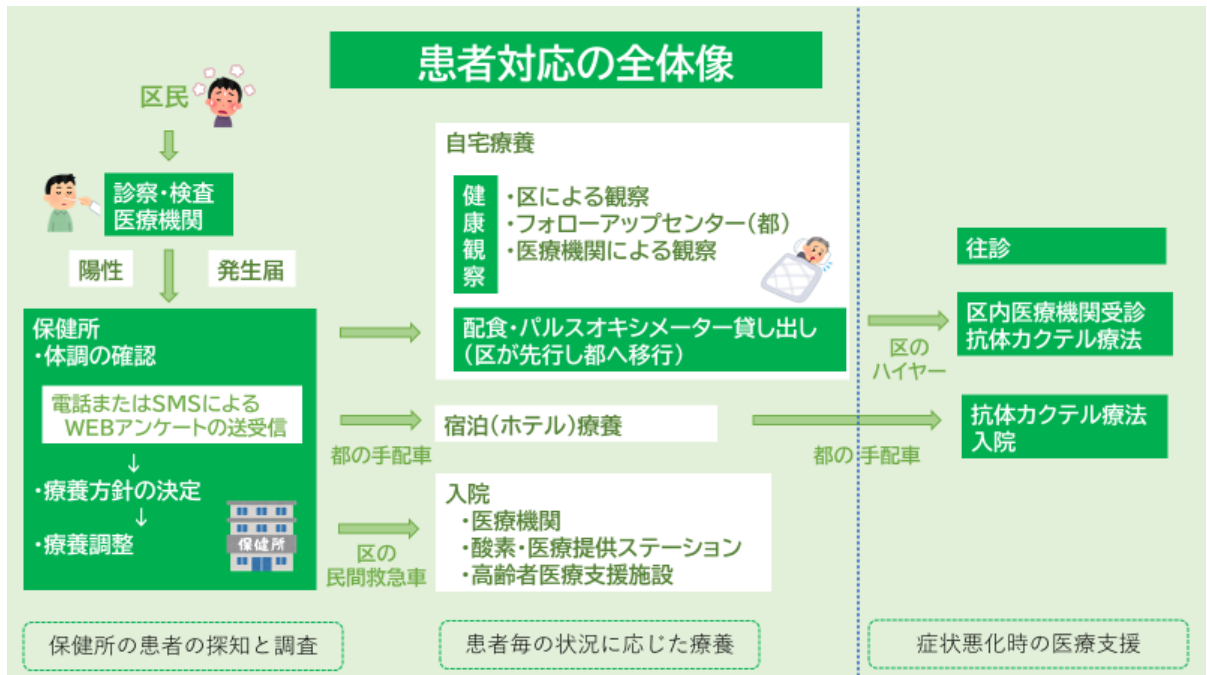 患者対応の全体像
区民
診察・検査
医療機関
陽性
発生届
保健所
・体調の確認
電話またはSMSによる
WEBアンケートの送受信
↓
・療養方針の決定
↓
・療養調整
保健所
都の手配車
区の
民間救急車
自宅療養
健康観察
・区による観察
・フォローアップセンター(都)
・医療機関による観察
配食・パルスオキシメーター貸し出し
(区が先行し都へ移行)
宿泊(ホテル)療養
入院
・医療機関
・酸素・医療提供ステーション
・高齢者医療支援施設
区の
ハイヤー
都の手配車
往診
区内医療機関受診
抗体カクテル療法
抗体カクテル療法
入院
保健所の患者の探知と調査
患者毎の状況に応じた療養
症状悪化時の医療支援